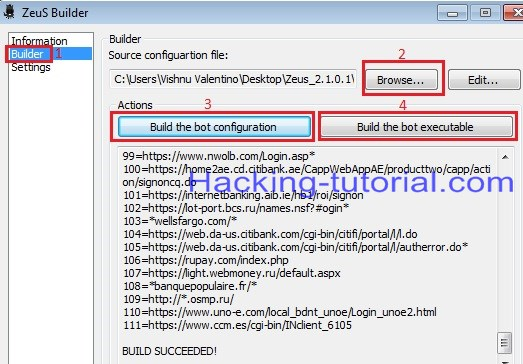 ZeuS Builder
Information
Builder 1
Settings
Builder
2
Source configuartion file:
C:\Users\Vishnu Valentino\Desktop\Zeus_2.1.0.1\
Browse...
Edit...
Actions
3
4
Build the bot configuration
Build the bot executable
99=https://www.nwolb.com/Login.asp*
100=https://home2ae.cd.citibank.ae/CappWebAppAE/producttwo/capp/acti
on/signoncq.do
Hacking-tutorial.com
101=https://internetbanking.aib.ie/hb1/roi/signon
102=https://lot-port.bcs.ru/names.nsf?#ogin*
103=*wellsfargo.com/*
104=https://web.da-us.citibank.com/cgi-bin/citifi/portal/l/l.do
105=https://web.da-us.citibank.com/cgi-bin/citifi/portal/l/autherror.do*
106=https://rupay.com/index.php
107=https://light.webmoney.ru/default.aspx
108=*banquepopulaire.fr/*
109=http://*.osmp.ru/
110=https://www.uno-e.com/local_bdnt_unoe/Login_unoe2.html
111=https://www.ccm.es/cgi-bin/INclient_6105
BUILD SUCCEEDED!